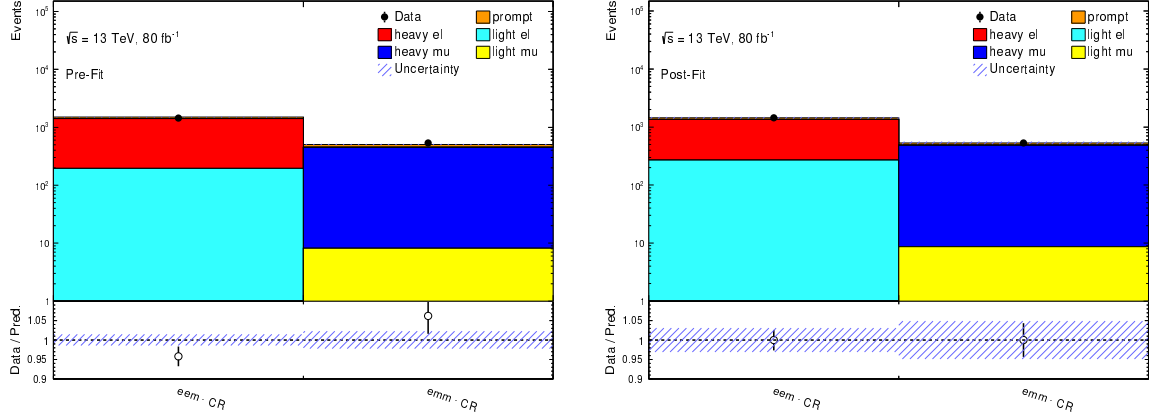 Events
10⁵
10⁴
10³
10²
10
1
√s = 13 TeV, 80 fb⁻¹
Pre-Fit
Data
prompt
heavy el
light el
heavy mu
light mu
Uncertainty
Data / Pred.
1.05
1
0.95
0.9
eem - CR
emm - CR
Events
10⁵
10⁴
10³
10²
10
1
√s = 13 TeV, 80 fb⁻¹
Post-Fit
Data
prompt
heavy el
light el
heavy mu
light mu
Uncertainty
Data / Pred.
1.05
1
0.95
0.9
eem - CR
emm - CR